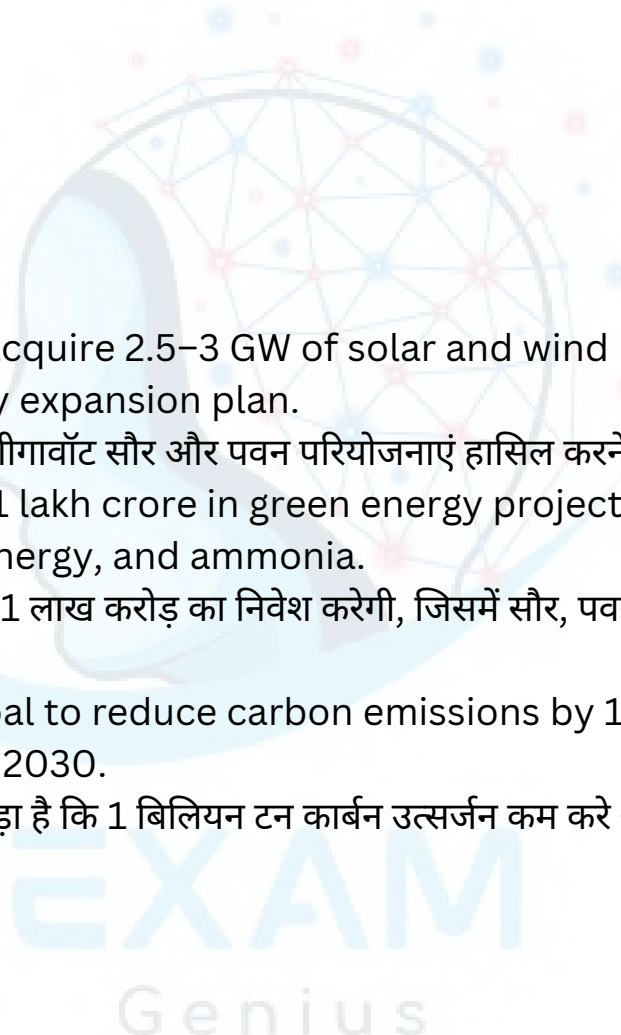 cquire 2.5–3 GW of solar and wind
y expansion plan.
गीगावॉट सौर और पवन परियोजनाएं हासिल करने
1 lakh crore in green energy project
nergy, and ammonia.
1 लाख करोड़ का निवेश करेगी, जिसमें सौर, पव
al to reduce carbon emissions by 1
2030.
ड़ा है कि 1 बिलियन टन कार्बन उत्सर्जन कम करे
EXAM
Genius